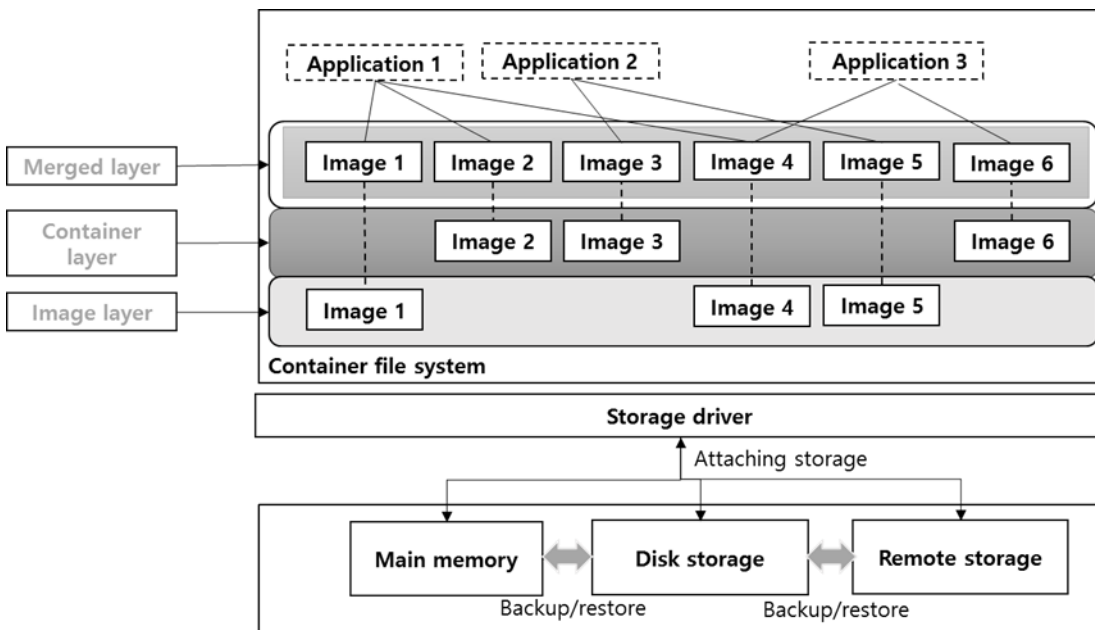 Application 1
Application 2
Application 3
Merged layer
Image 1
Image 2
Image 3
Image 4
Image 5
Image 6
Container
layer
Image 2
Image 3
Image 6
Image layer
Image 1
Image 4
Image 5
Container file system
Storage driver
Attaching storage
Main memory
Disk storage
Remote storage
Backup/restore
Backup/restore